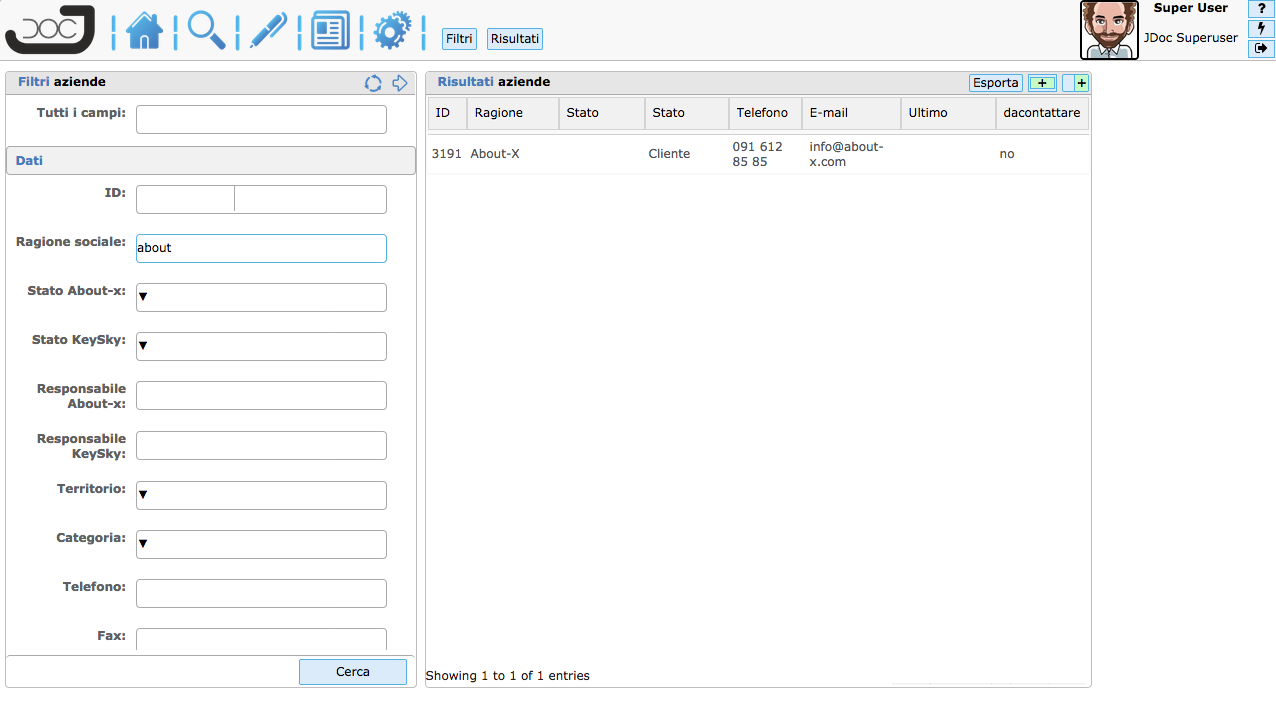 JDOC
Filtri
Risultati
Super User
JDoc Superuser
?
Filtri aziende
Tutti i campi:
Dati
ID:
Ragione sociale:
about
Stato About-x:
▼
Stato KeySky:
▼
Responsabile
About-x:
Responsabile
KeySky:
Territorio:
▼
Categoria:
▼
Telefono:
Fax:
Cerca
Risultati aziende
Esporta
+
+
ID Ragione Stato Stato Telefono E-mail Ultimo dacontattare
3191 About-X Cliente 091 612 info@about- no
85 85 x.com
Showing 1 to 1 of 1 entries